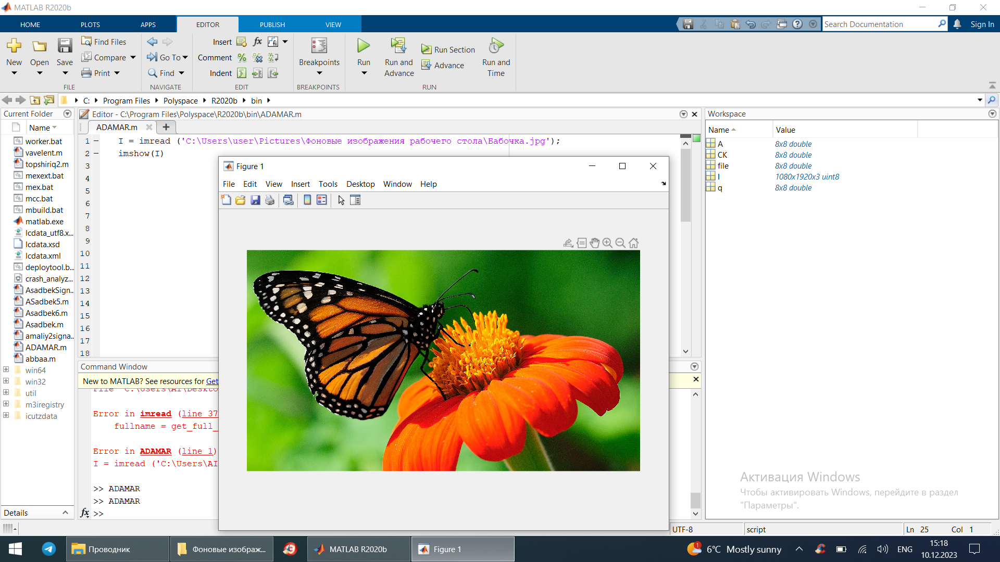 MATLAB R2020b
HOME PLOTS APPS EDITOR PUBLISH VIEW
Search Documentation
Sign In
New Open Save
Find Files
Compare
Print
FILE
Go To
Find
NAVIGATE
Insert
Comment
Indent
EDIT
Breakpoints
BREAKPOINTS
Run
Run and Advance
Run Section
Advance
Run and Time
RUN
C: Program Files Polyspace R2020b bin
Current Folder
Name
worker.bat
vavelent.m
topshiriq2.m
mexext.bat
mex.bat
mcc.bat
mbuild.bat
matlab.exe
lcdata_utf8.x...
lcdata.xsd
lcdata.xml
deploytool.b...
crash_analyz...
AsadbekSign...
ASadbek5.m
Asadbek6.m
Asadbek.m
amaliy2signa...
ADAMAR.m
abbaa.m
win64
win32
util
m3iregistry
icutzdata
Details
Editor - C:\Program Files\Polyspace\R2020b\bin\ADAMAR.m
ADAMAR.m
1 I = imread ('C:\Users\user\Pictures\Фоновые изображения рабочего стола\Бабочка.jpg');
2 imshow(I)
3
4
5
6
7
8
9
10
11
12
13
14
15
16
17
18
Command Window
New to MATLAB? See resources for Get
Error in imread (line 37
fullname = get_full_
Error in ADAMAR (line 1)
I = imread ('C:\Users\AI
>> ADAMAR
>> ADAMAR
fx >>
Figure 1
File Edit View Insert Tools Desktop Window Help
Workspace
Name Value
A 8x8 double
CK 8x8 double
file 8x8 double
I 1080x1920x3 uint8
q 8x8 double
Активация Windows
Чтобы активировать Windows, перейдите в раздел
"Параметры".
UTF-8 script Ln 25 Col 1
Проводник
Фоновые изображ...
MATLAB R2020b
Figure 1
1
6°C Mostly sunny
ENG
15:18
10.12.2023